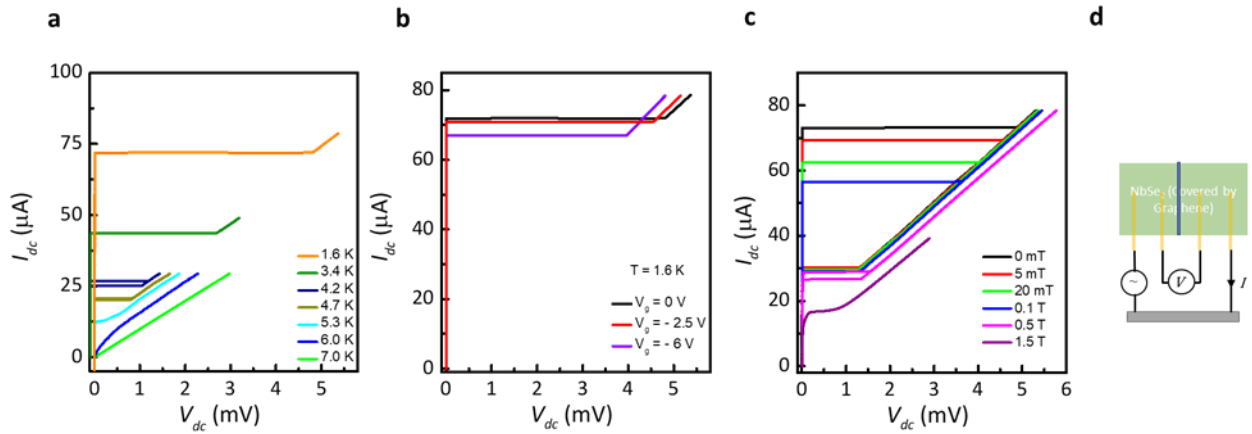 a
100
75
50
25
0
I_dc (μA)
0 1 2 3 4 5
V_dc (mV)
1.6 K
3.4 K
4.2 K
4.7 K
5.3 K
6.0 K
7.0 K
b
80
60
40
20
0
I_dc (μA)
0 1 2 3 4 5
V_dc (mV)
T = 1.6 K
V_g = 0 V
V_g = - 2.5 V
V_g = - 6 V
c
80
70
60
50
40
30
20
10
0
I_dc (μA)
0 1 2 3 4 5 6
V_dc (mV)
0 mT
5 mT
20 mT
0.1 T
0.5 T
1.5 T
d
NbSe₂ (Covered by
Graphene)
~
V
I